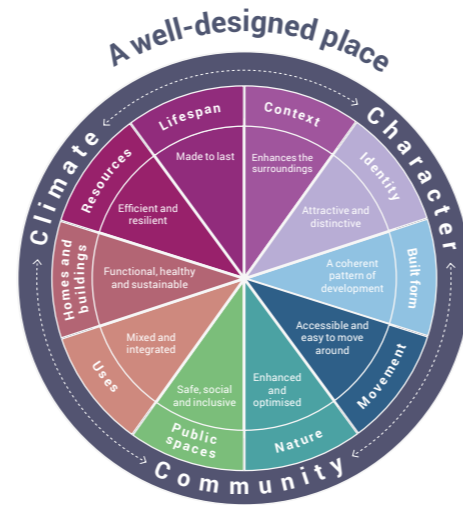 A well-designed place
Climate
Character
Community
Context
Enhances the
surroundings
Identity
Attractive and
distinctive
Built form
A coherent
pattern of
development
Movement
Accessible and
easy to move
around
Nature
Enhanced
and
optimised
Public
spaces
Safe, social
and inclusive
Uses
Mixed and
integrated
Homes and
buildings
Functional, healthy
and sustainable
Resources
Efficient and
resilient
Lifespan
Made to last